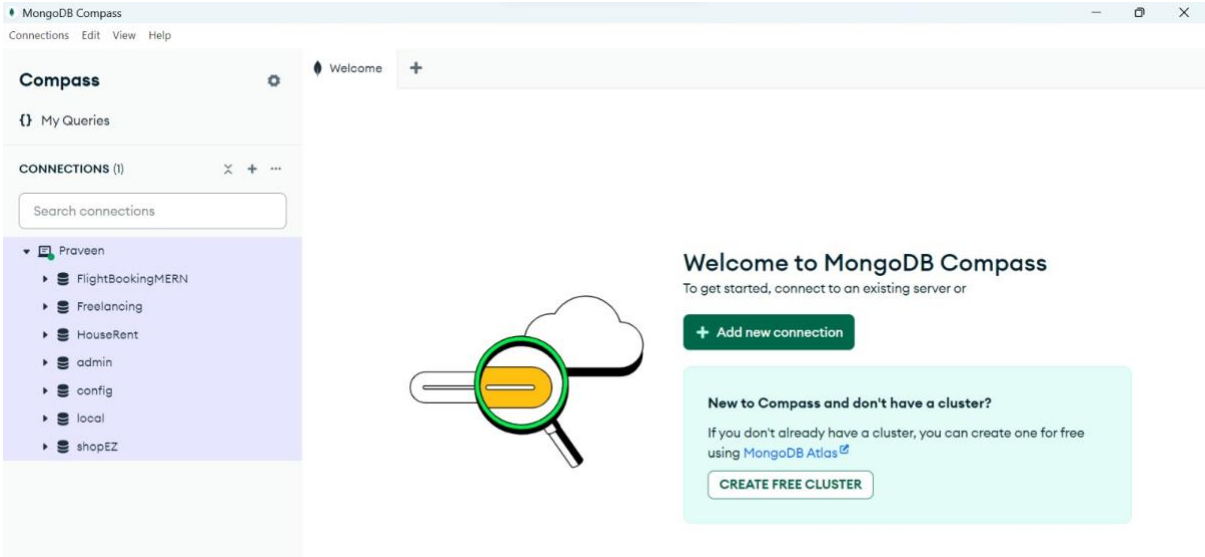 MongoDB Compass
Connections Edit View Help
Compass
Welcome
{} My Queries
CONNECTIONS (1)
Search connections
Praveen
FlightBookingMERN
Freelancing
HouseRent
admin
config
local
shopEZ
Welcome to MongoDB Compass
To get started, connect to an existing server or
+ Add new connection
New to Compass and don't have a cluster?
If you don't already have a cluster, you can create one for free
using MongoDB Atlas
CREATE FREE CLUSTER